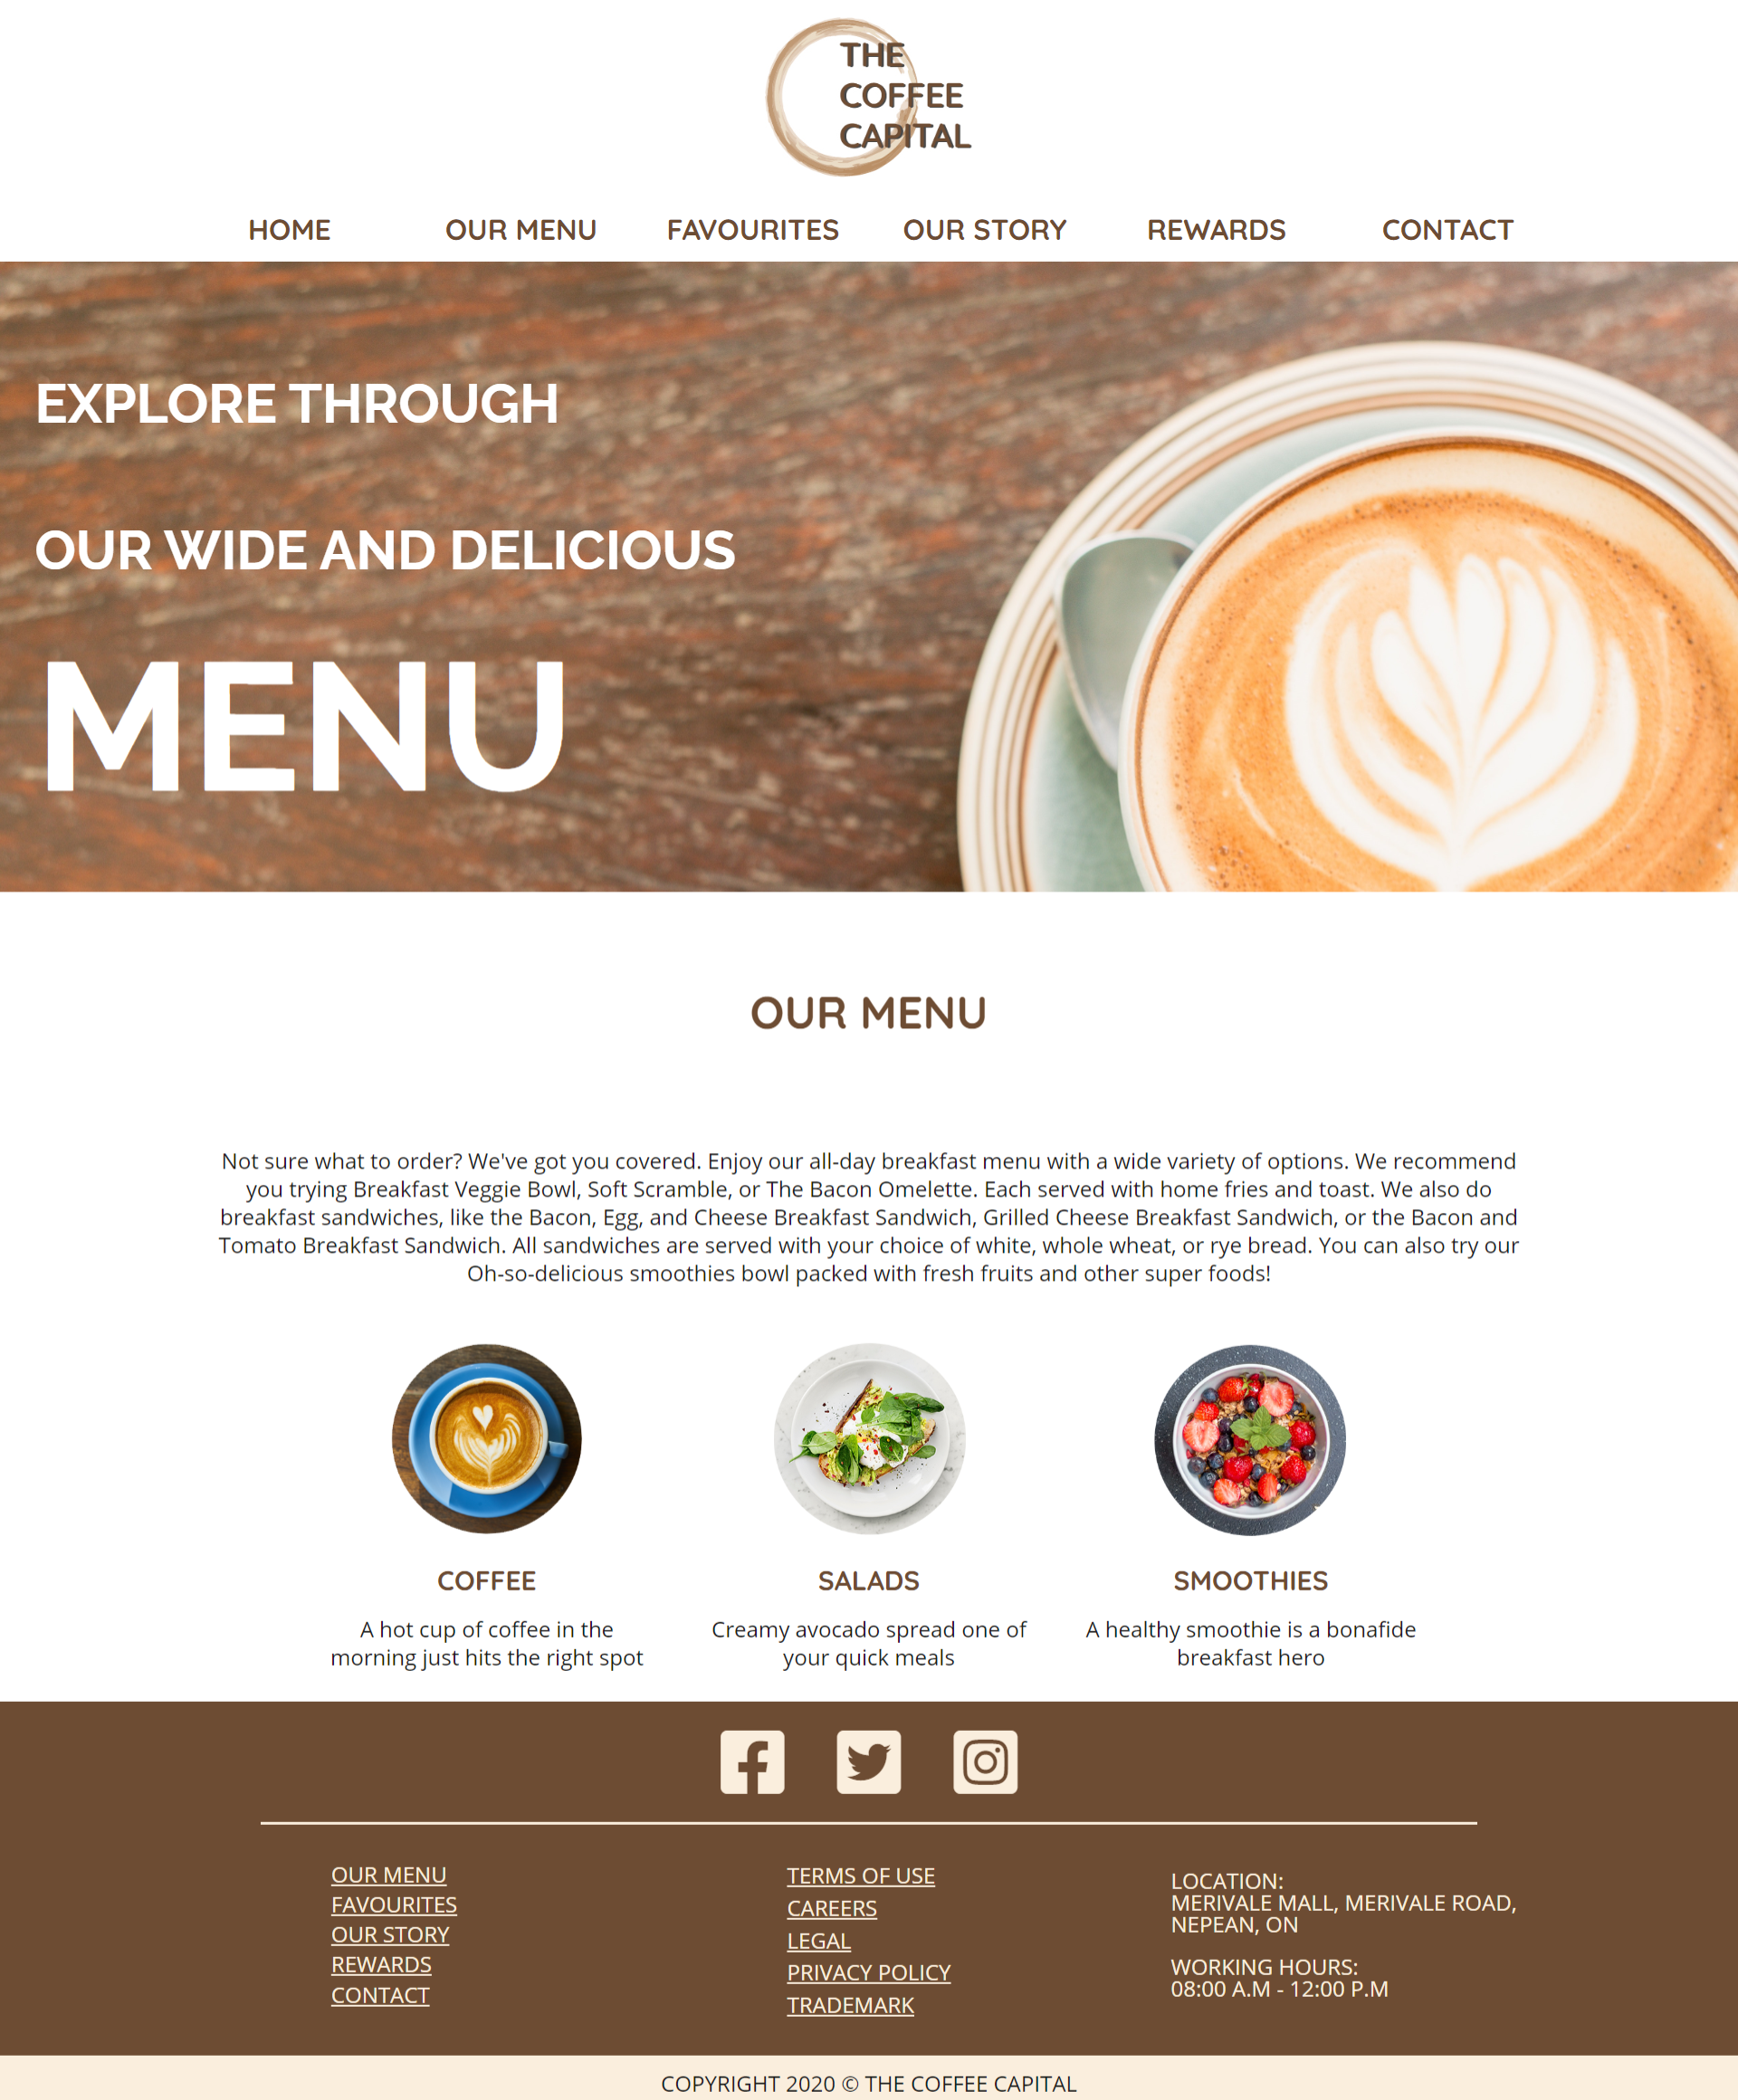 THE
COFFEE
CAPITAL
HOME OUR MENU FAVOURITES OUR STORY REWARDS CONTACT
EXPLORE THROUGH
OUR WIDE AND DELICIOUS
MENU
OUR MENU
Not sure what to order? We've got you covered. Enjoy our all-day breakfast menu with a wide variety of options. We recommend
you trying Breakfast Veggie Bowl, Soft Scramble, or The Bacon Omelette. Each served with home fries and toast. We also do
breakfast sandwiches, like the Bacon, Egg, and Cheese Breakfast Sandwich, Grilled Cheese Breakfast Sandwich, or the Bacon and
Tomato Breakfast Sandwich. All sandwiches are served with your choice of white, whole wheat, or rye bread. You can also try our
Oh-so-delicious smoothies bowl packed with fresh fruits and other super foods!
COFFEE
A hot cup of coffee in the
morning just hits the right spot
SALADS
Creamy avocado spread one of
your quick meals
SMOOTHIES
A healthy smoothie is a bonafide
breakfast hero
OUR MENU
FAVOURITES
OUR STORY
REWARDS
CONTACT
TERMS OF USE
CAREERS
LEGAL
PRIVACY POLICY
TRADEMARK
LOCATION:
MERIVALE MALL, MERIVALE ROAD,
NEPEAN, ON
WORKING HOURS:
08:00 A.M - 12:00 P.M
COPYRIGHT 2020 © THE COFFEE CAPITAL